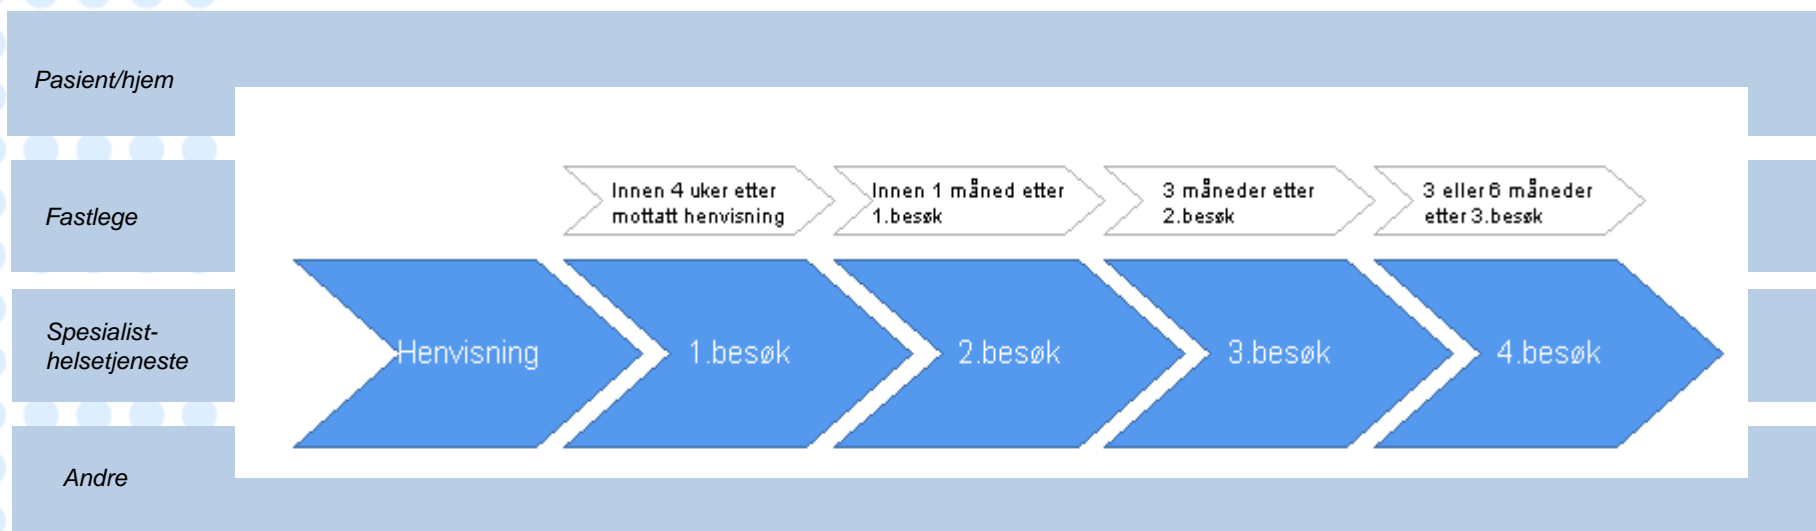 Pasient/hjem
Innen 4 uker etter
mottatt henvisning
Innen 1 måned etter
1.besøk
3 måneder etter
2.besøk
3 eller 6 måneder
etter 3.besøk
Fastlege
Spesialist-
helsetjeneste
Henvisning
1.besøk
2.besøk
3.besøk
4.besøk
Andre